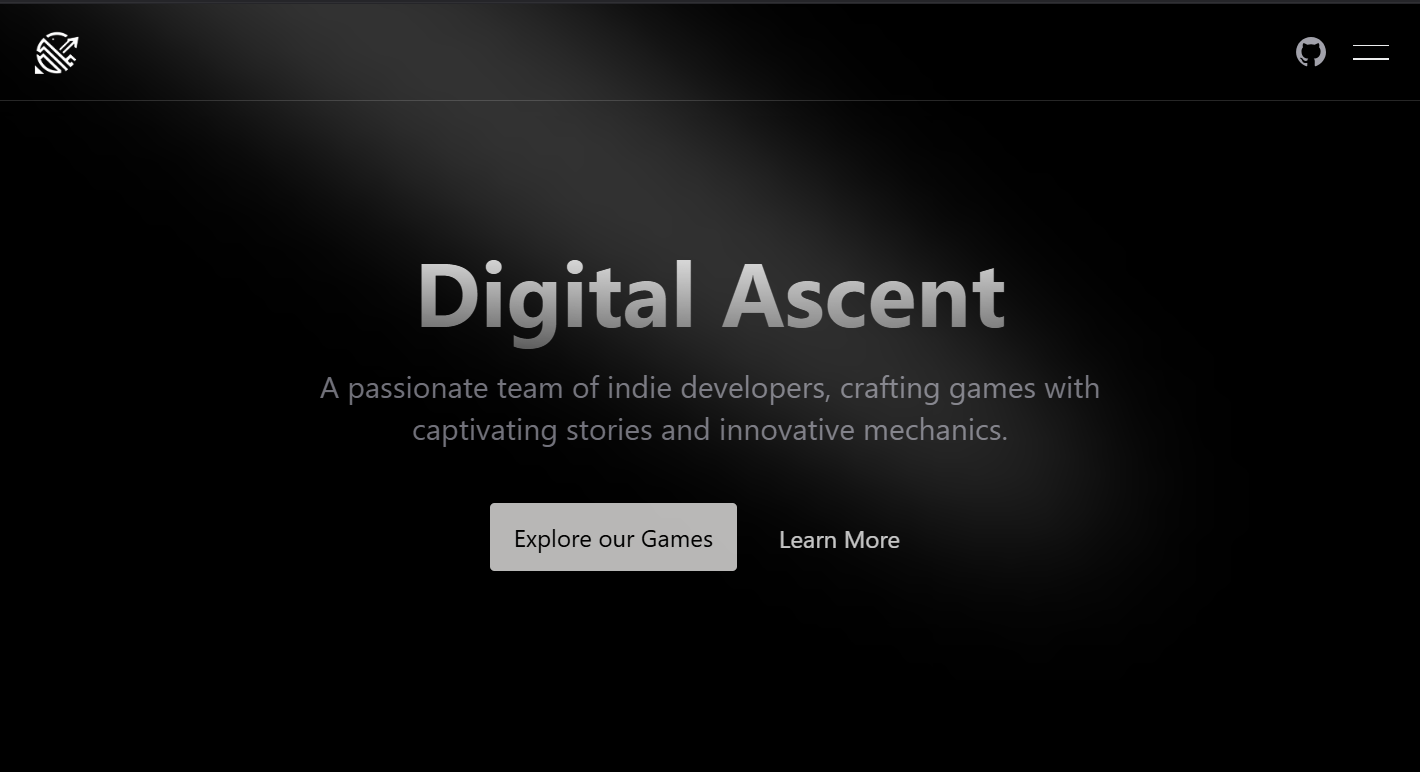 Digital Ascent
A passionate team of indie developers, crafting games with
captivating stories and innovative mechanics.
Explore our Games
Learn More